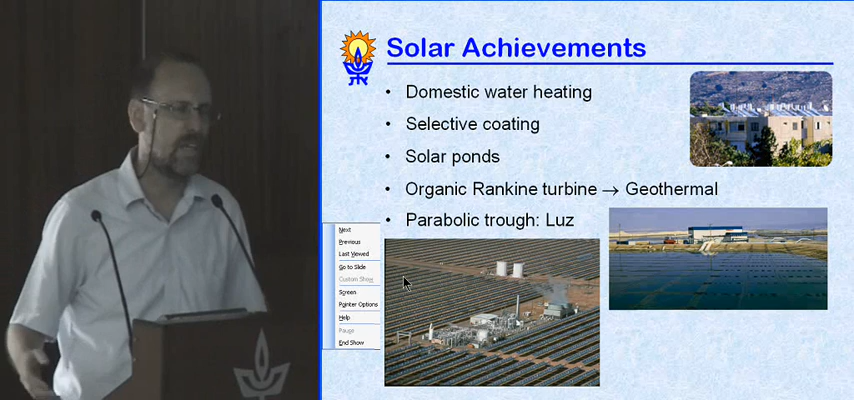 Solar Achievements
• Domestic water heating
• Selective coating
• Solar ponds
• Organic Rankine turbine → Geothermal
• Parabolic trough: Luz
Next
Previous
Last Viewed
Go to Slide
Custom Show
Screen
Pointer Options
Help
Pause
End Show